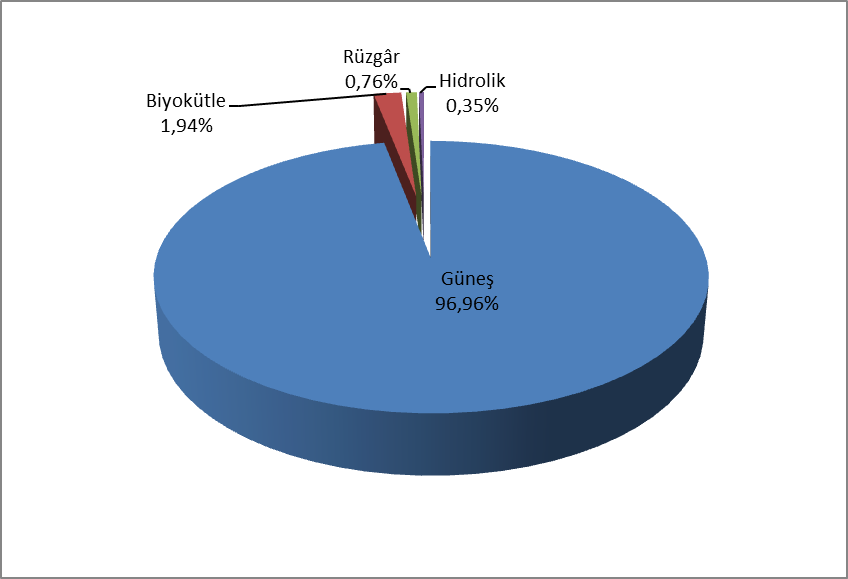 Rüzgâr
0,76%
Hidrolik
0,35%
Biyokütle
1,94%
Güneş
96,96%